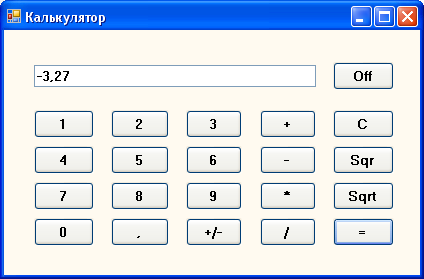 Калькулятор
-3,27 Off
1 2 3 + C
4 5 6 - Sqr
7 8 9 * Sqrt
0 , +/- / =